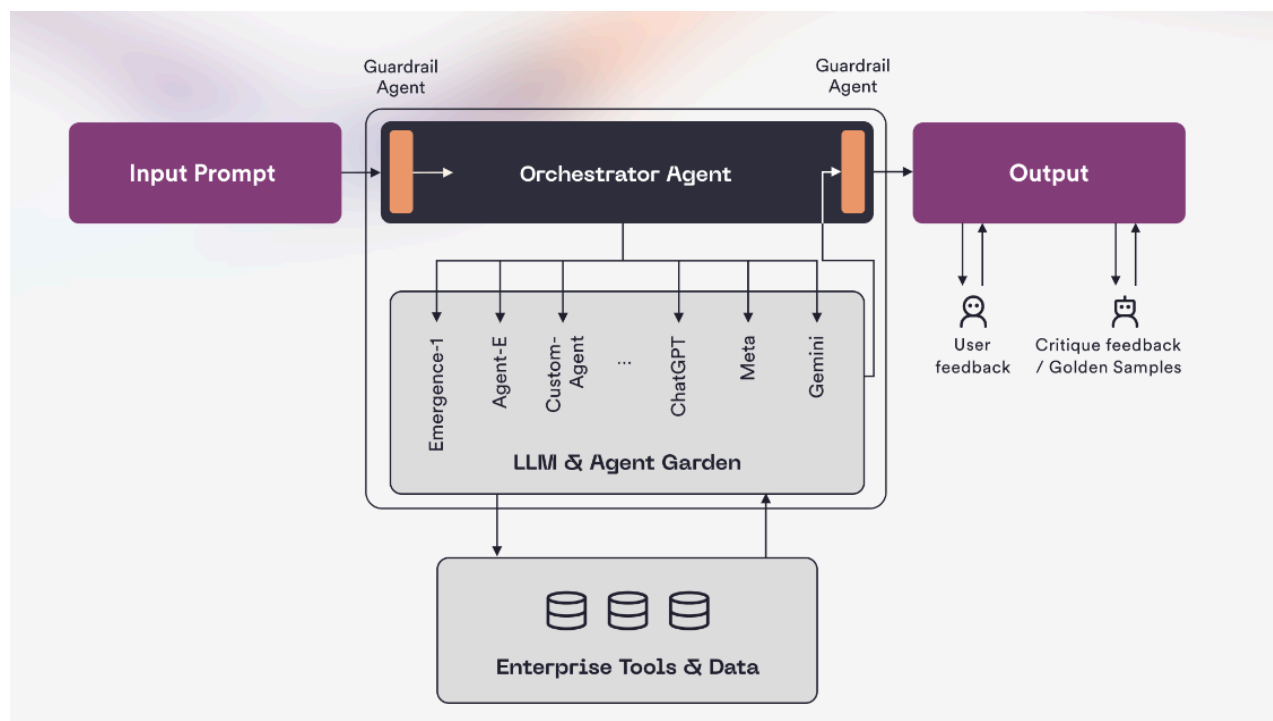 Guardrail
Agent
Guardrail
Agent
Input Prompt
Orchestrator Agent
Output
Emergence-1
Agent-E
Custom-
Agent
...
ChatGPT
Meta
Gemini
LLM & Agent Garden
User
feedback
Critique feedback
/ Golden Samples
Enterprise Tools & Data